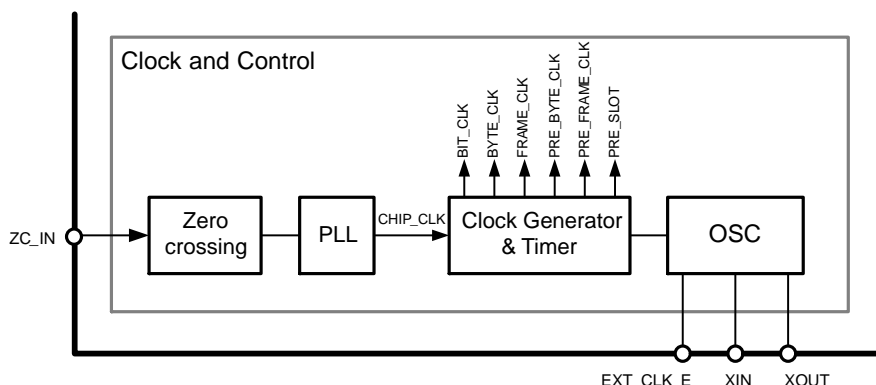 Clock and Control
BIT_CLK
BYTE_CLK
FRAME_CLK
PRE_BYTE_CLK
PRE_FRAME_CLK
PRE_SLOT
ZC_IN
Zero
crossing
PLL
CHIP_CLK
Clock Generator
& Timer
OSC
EXT_CLK_E
XIN
XOUT